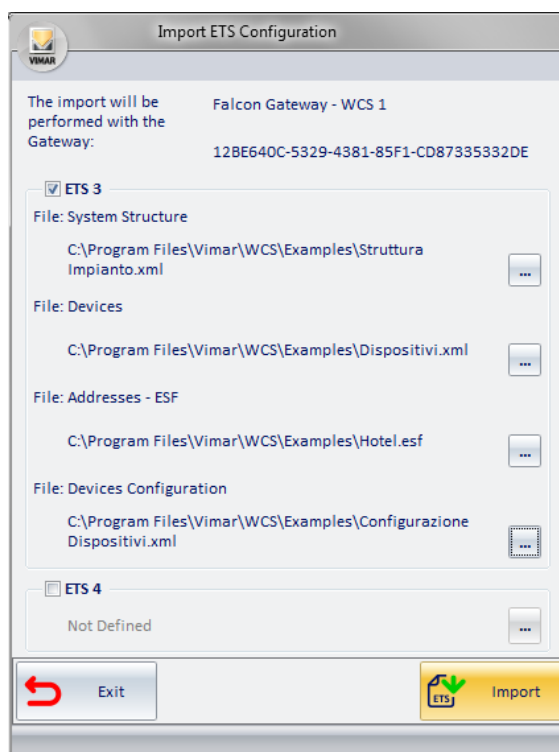 Import ETS Configuration
VIMAR
The import will be
performed with the
Gateway:
Falcon Gateway - WCS 1
12BE640C-5329-4381-85F1-CD87335332DE
ETS 3
File: System Structure
C:\Program Files\Vimar\WCS\Examples\Struttura
Impianto.xml
...
File: Devices
C:\Program Files\Vimar\WCS\Examples\Dispositivi.xml
...
File: Addresses - ESF
C:\Program Files\Vimar\WCS\Examples\Hotel.esf
...
File: Devices Configuration
C:\Program Files\Vimar\WCS\Examples\Configurazione
Dispositivi.xml
...
ETS 4
Not Defined
...
Exit
ETS
Import